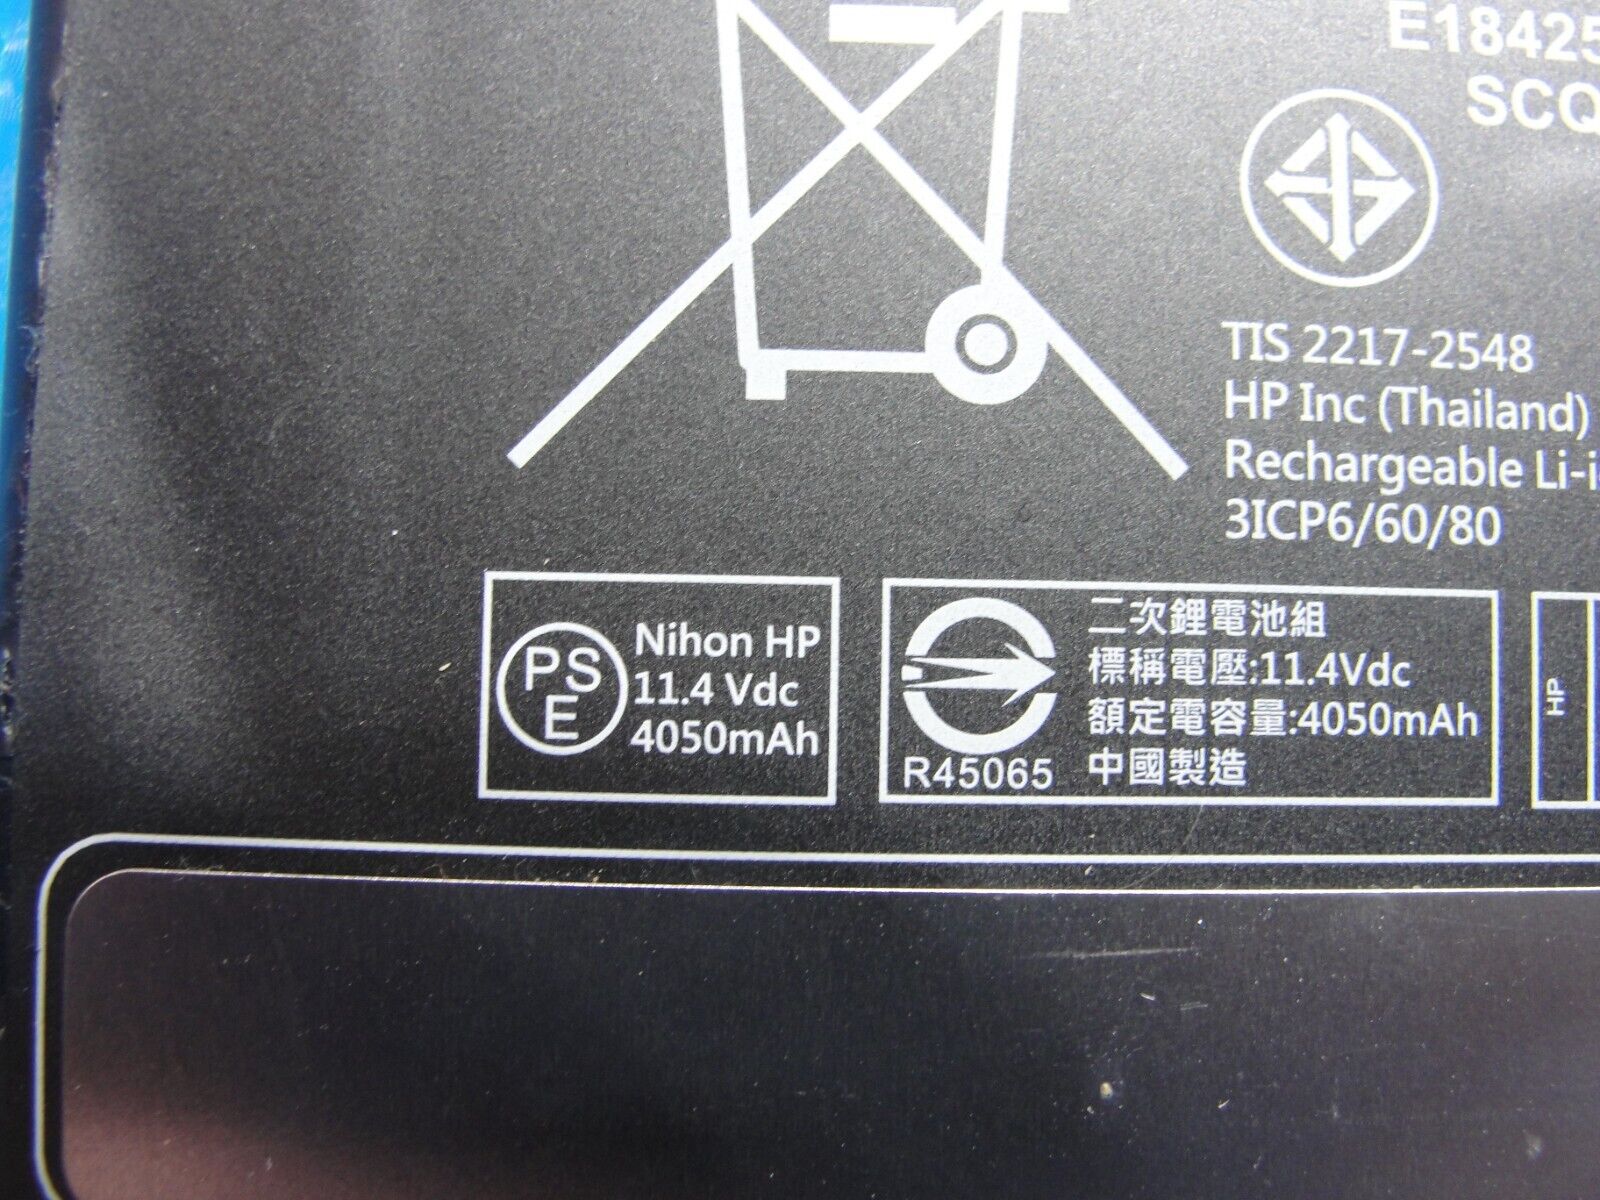 E18425
SCQ
TIS 2217-2548
HP Inc (Thailand)
Rechargeable Li-i
3ICP6/60/80
PSE
Nihon HP
11.4 Vdc
4050mAh
R45065
二次鋰電池組
標稱電壓:11.4Vdc
額定電容量:4050mAh
中國製造
HP